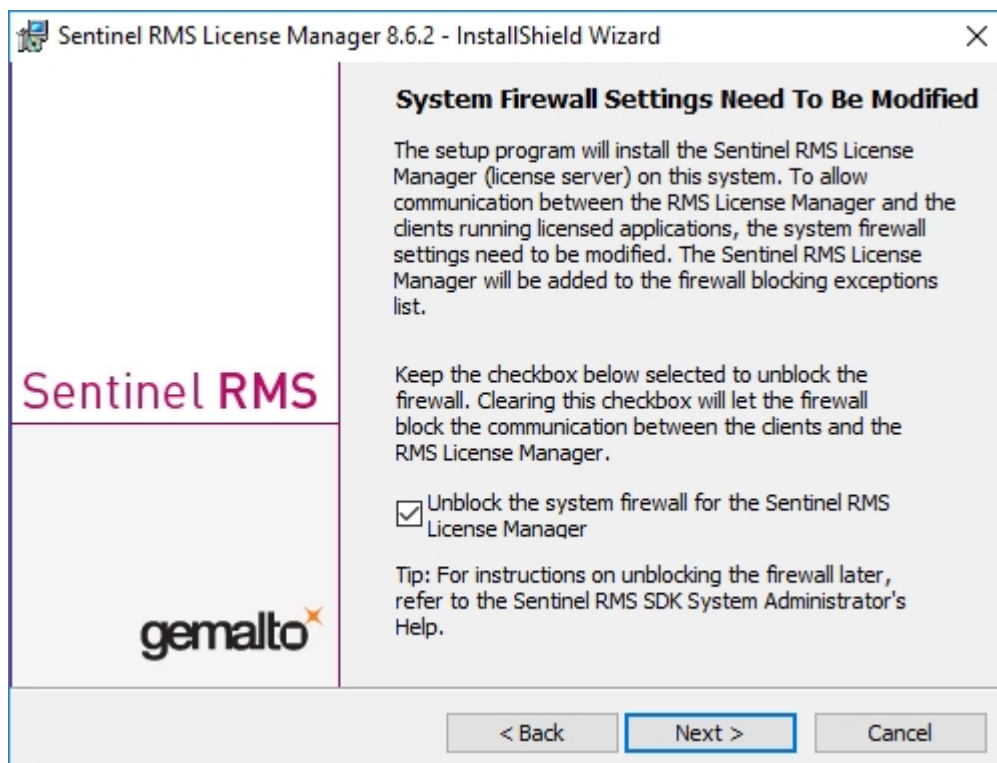 Sentinel RMS License Manager 8.6.2 - InstallShield Wizard
System Firewall Settings Need To Be Modified
The setup program will install the Sentinel RMS License
Manager (license server) on this system. To allow
communication between the RMS License Manager and the
clients running licensed applications, the system firewall
settings need to be modified. The Sentinel RMS License
Manager will be added to the firewall blocking exceptions
list.
Sentinel RMS
Keep the checkbox below selected to unblock the
firewall. Clearing this checkbox will let the firewall
block the communication between the clients and the
RMS License Manager.
Unblock the system firewall for the Sentinel RMS
License Manager
Tip: For instructions on unblocking the firewall later,
refer to the Sentinel RMS SDK System Administrator's
Help.
gemalto
< Back
Next >
Cancel